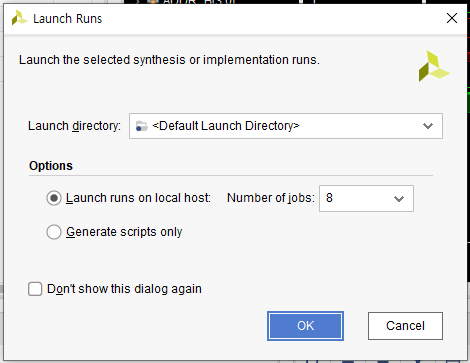 Launch Runs
Launch the selected synthesis or implementation runs.
Launch directory: <Default Launch Directory>
Options
Launch runs on local host: Number of jobs: 8
Generate scripts only
Don't show this dialog again
OK Cancel